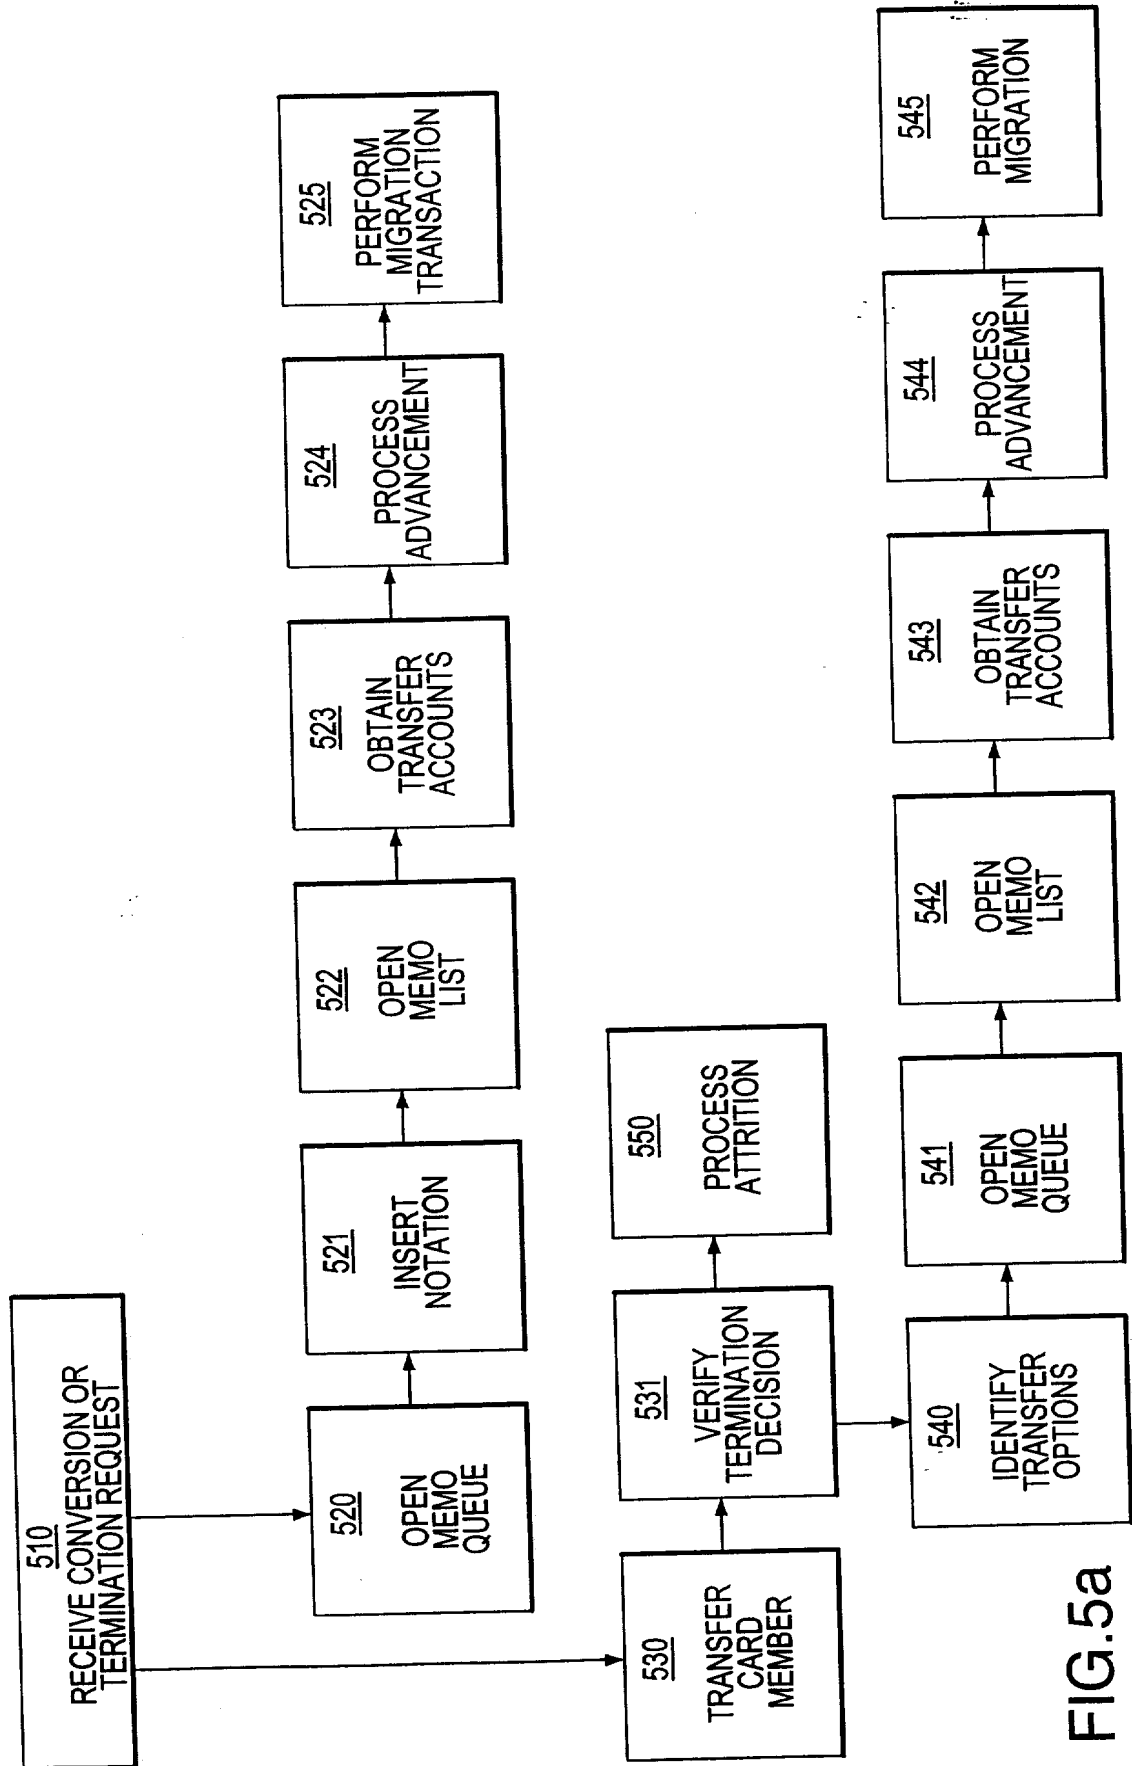 510
RECEIVE CONVERSION OR
TERMINATION REQUEST
520
OPEN
MEMO
QUEUE
521
INSERT
NOTATION
522
OPEN
MEMO
LIST
523
OBTAIN
TRANSFER
ACCOUNTS
524
PROCESS
ADVANCEMENT
525
PERFORM
MIGRATION
TRANSACTION
530
TRANSFER
CARD
MEMBER
531
VERIFY
TERMINATION
DECISION
550
PROCESS
ATTRITION
540
IDENTIFY
TRANSFER
OPTIONS
541
OPEN
MEMO
QUEUE
542
OPEN
MEMO
LIST
543
OBTAIN
TRANSFER
ACCOUNTS
544
PROCESS
ADVANCEMENT
545
PERFORM
MIGRATION
FIG.5a